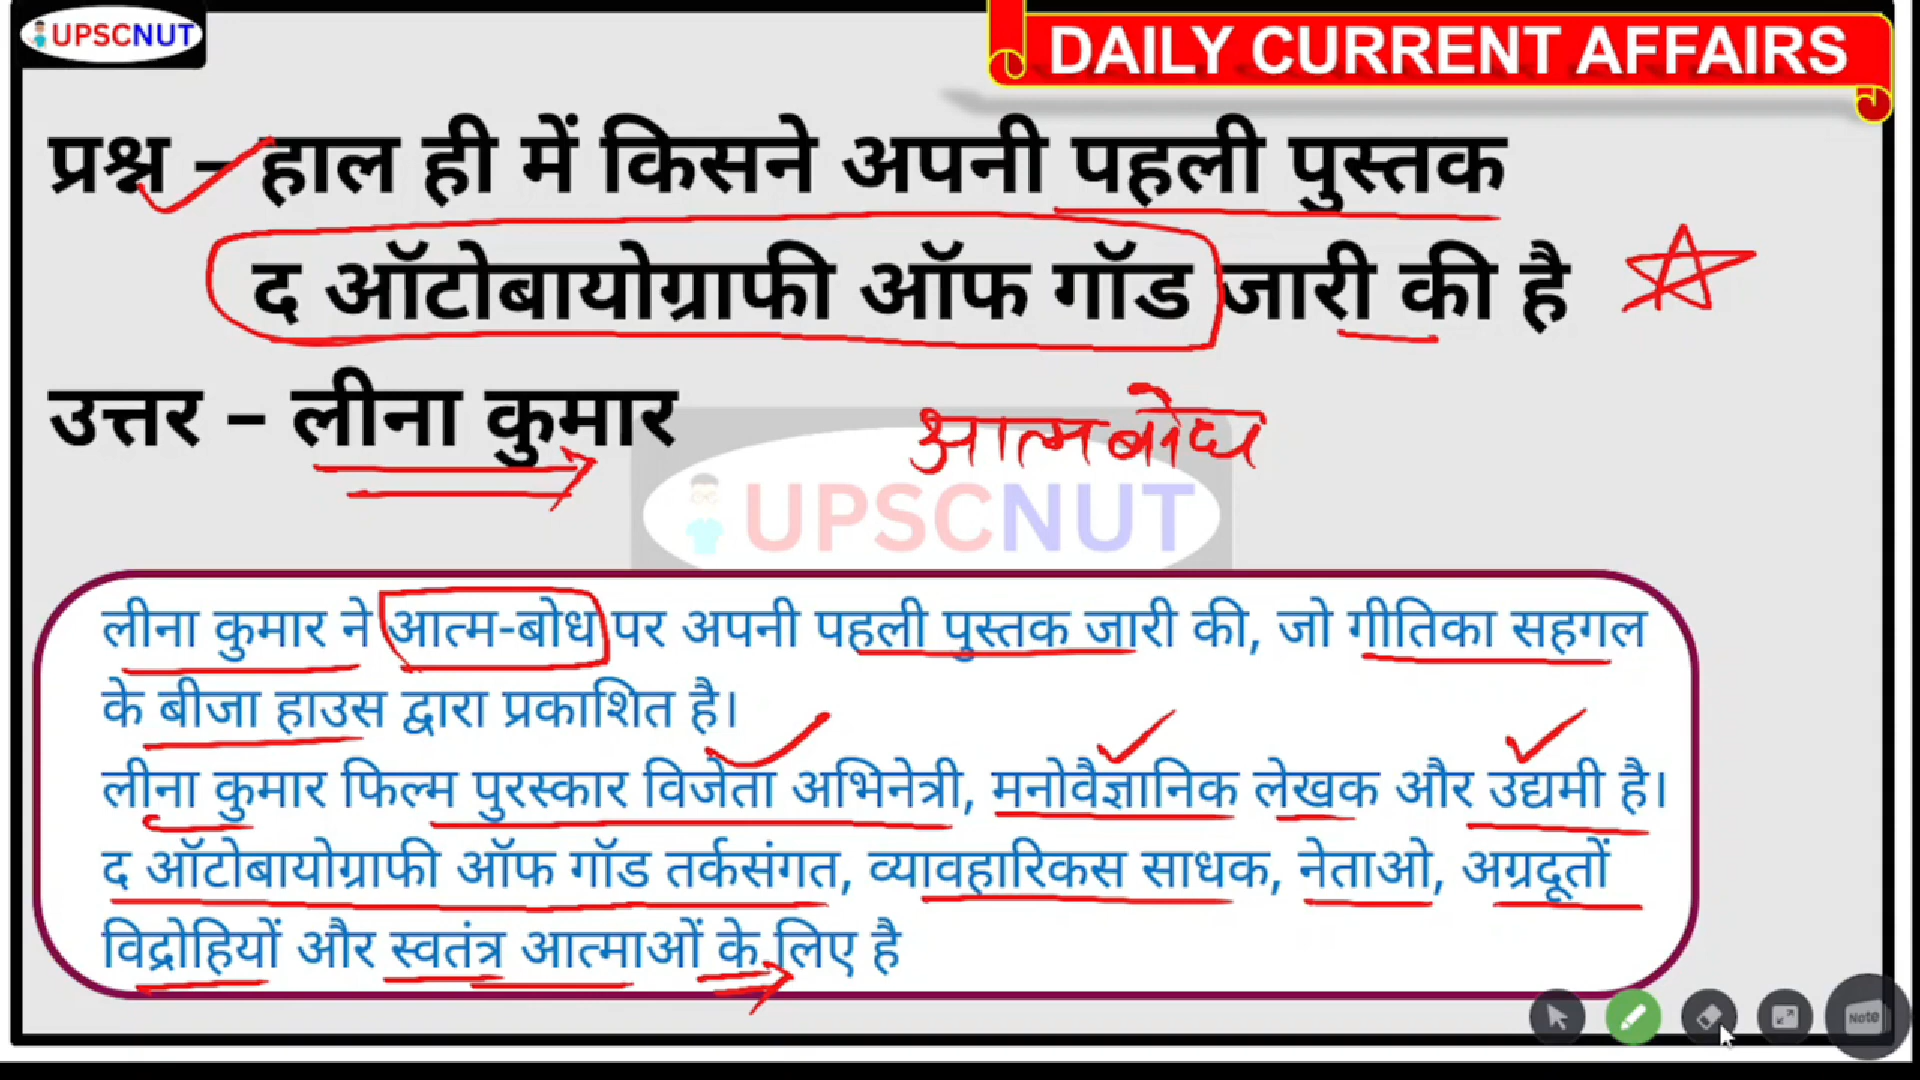 UPSCNUT
DAILY CURRENT AFFAIRS
प्रश्न – हाल ही में किसने अपनी पहली पुस्तक
द ऑटोबायोग्राफी ऑफ गॉड जारी की है
उत्तर – लीना कुमार
आत्मबोध
UPSCNUT
लीना कुमार ने आत्म-बोध पर अपनी पहली पुस्तक जारी की, जो गीतिका सहगल
के बीजा हाउस द्वारा प्रकाशित है।
लीना कुमार फिल्म पुरस्कार विजेता अभिनेत्री, मनोवैज्ञानिक लेखक और उद्यमी है।
द ऑटोबायोग्राफी ऑफ गॉड तर्कसंगत, व्यावहारिकस साधक, नेताओ, अग्रदूतों
विद्रोहियों और स्वतंत्र आत्माओं के लिए है
Note